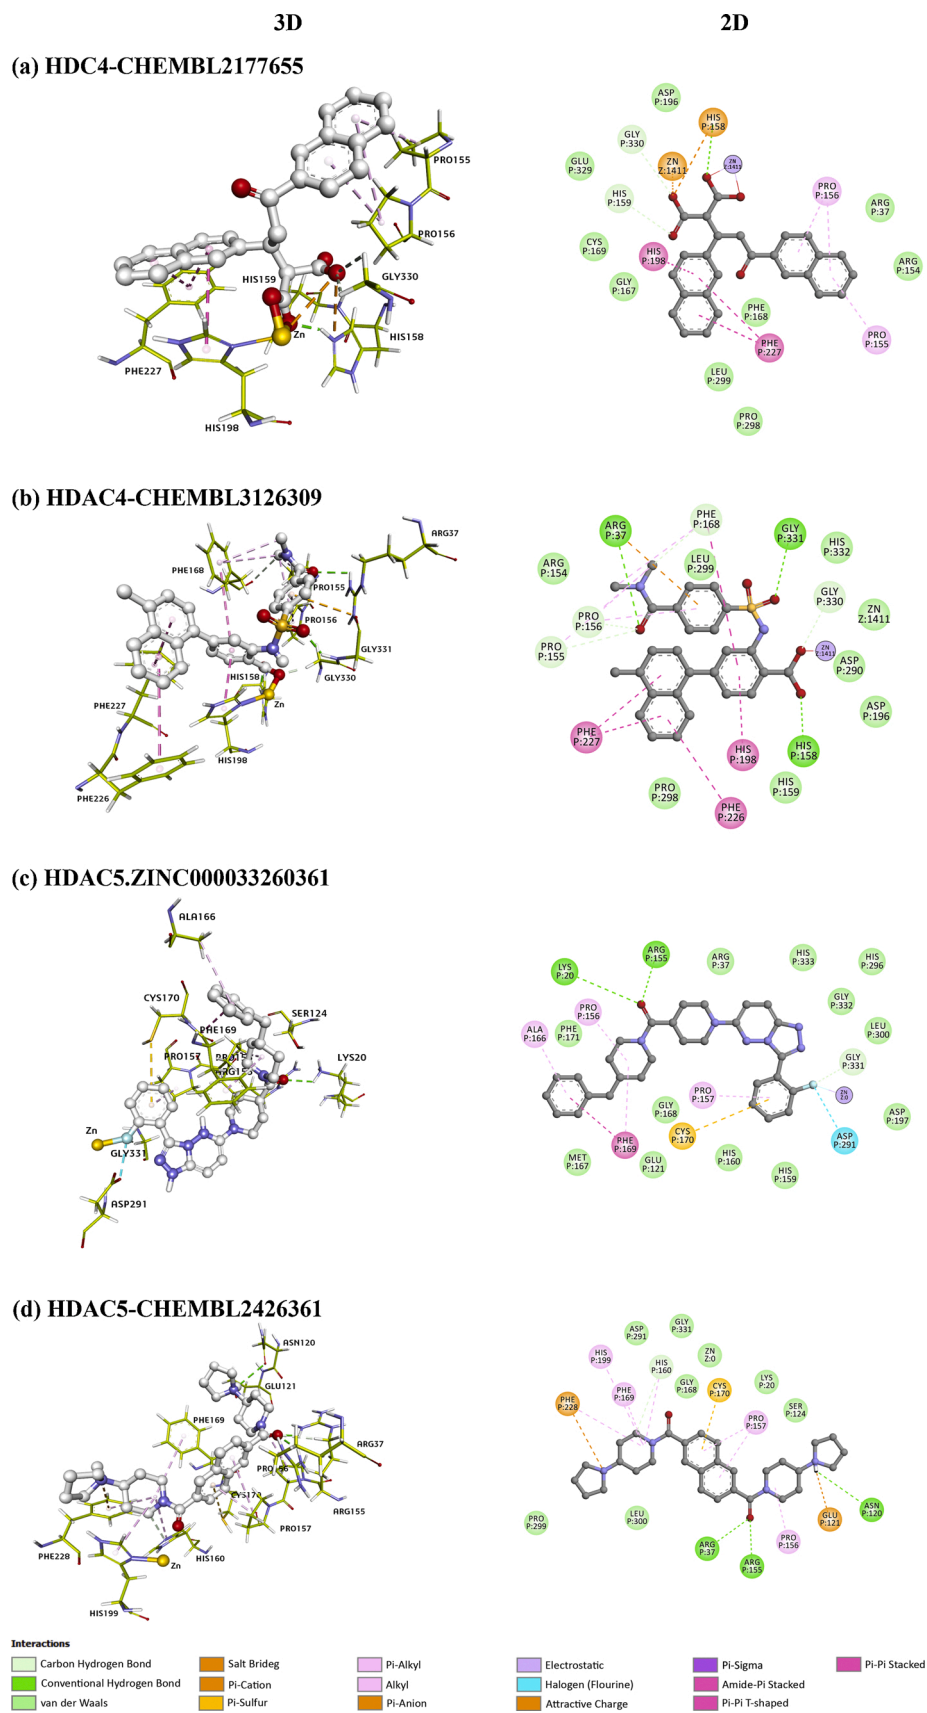 3D
2D
(a) HDC4-CHEMBL2177655
PRO155
PRO156
GLY330
HIS159
Zn
HIS158
PHE227
HIS198
ASP P:196
HIS P:158
GLY P:330
ZN Z:1411
ZN Z:1411
GLU P:329
HIS P:159
PRO P:156
ARG P:37
CYS P:169
HIS P:198
ARG P:154
GLY P:167
PHE P:168
PHE P:227
PRO P:155
LEU P:299
PRO P:298
(b) HDAC4-CHEMBL3126309
ARG37
PHE168
PRO155
PRO156
GLY331
HIS158
GLY330
Zn
PHE227
HIS198
PHE226
PHE P:168
ARG P:37
GLY P:331
HIS P:332
ARG P:154
LEU P:299
GLY P:330
ZN Z:1411
PRO P:156
PRO P:155
ZN Z:1411
ASP P:290
ASP P:196
PHE P:227
HIS P:198
HIS P:158
PRO P:298
HIS P:159
PHE P:226
(c) HDAC5.ZINC000033260361
ALA166
CYS170
SER124
PHE169
PRO157
LYS20
Zn
GLY331
ASP291
ARG P:155
LYS P:20
ARG P:37
HIS P:333
HIS P:296
PRO P:156
GLY P:332
ALA P:166
PHE P:171
LEU P:300
GLY P:331
PRO P:157
ZN Z:0
GLY P:168
ASP P:197
CYS P:170
PHE P:169
ASP P:291
MET P:167
GLU P:121
HIS P:160
HIS P:159
(d) HDAC5-CHEMBL2426361
ASN120
GLU121
PHE169
ARG37
PRO156
CYS170
ARG155
PRO157
PHE228
HIS160
Zn
HIS199
ASP P:291
GLY P:331
HIS P:199
HIS P:160
ZN Z:0
PHE P:169
GLY P:168
CYS P:170
LYS P:20
PHE P:228
SER P:124
PRO P:157
PRO P:299
LEU P:300
ASN P:120
GLU P:121
ARG P:37
ARG P:155
PRO P:156
Interactions
Carbon Hydrogen Bond
Salt Brideg
Pi-Alkyl
Electrostatic
Pi-Sigma
Pi-Pi Stacked
Conventional Hydrogen Bond
Pi-Cation
Alkyl
Halogen (Flourine)
Amide-Pi Stacked
van der Waals
Pi-Sulfur
Pi-Anion
Attractive Charge
Pi-Pi T-shaped